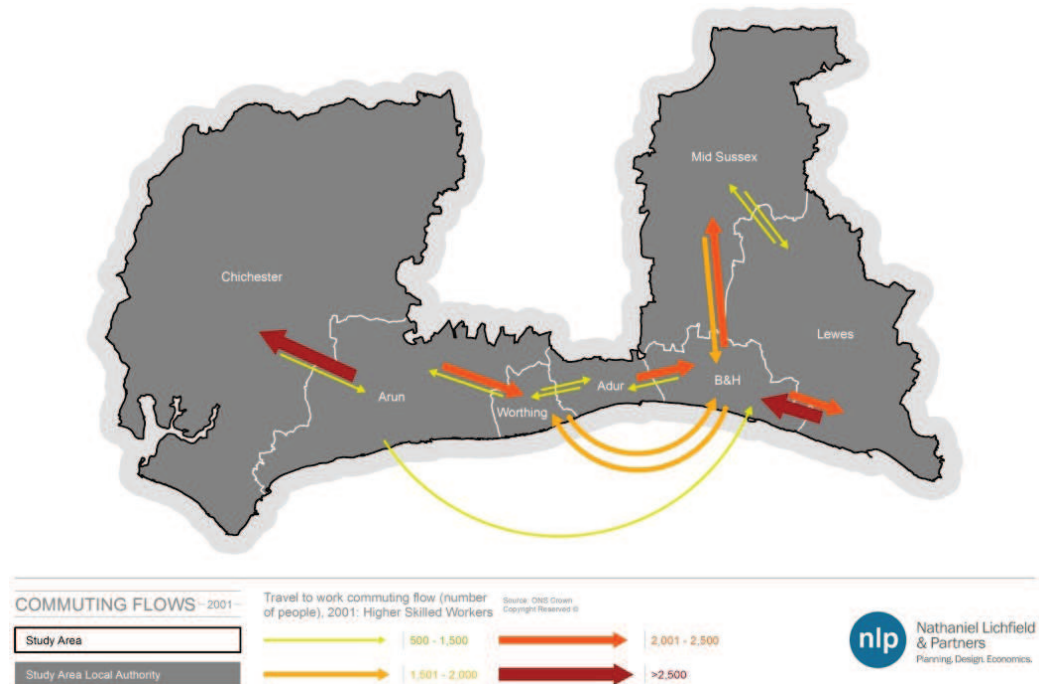 Mid Sussex
Chichester
Lewes
Arun
Worthing
Adur
B&H
COMMUTING FLOWS - 2001 -
Travel to work commuting flow (number
of people), 2001: Higher Skilled Workers
Source: ONS Crown
Copyright Reserved ©
Study Area
Study Area Local Authority
500 - 1,500
2,001 - 2,500
1,501 - 2,000
>2,500
nlp
Nathaniel Lichfield
& Partners
Planning. Design. Economics.